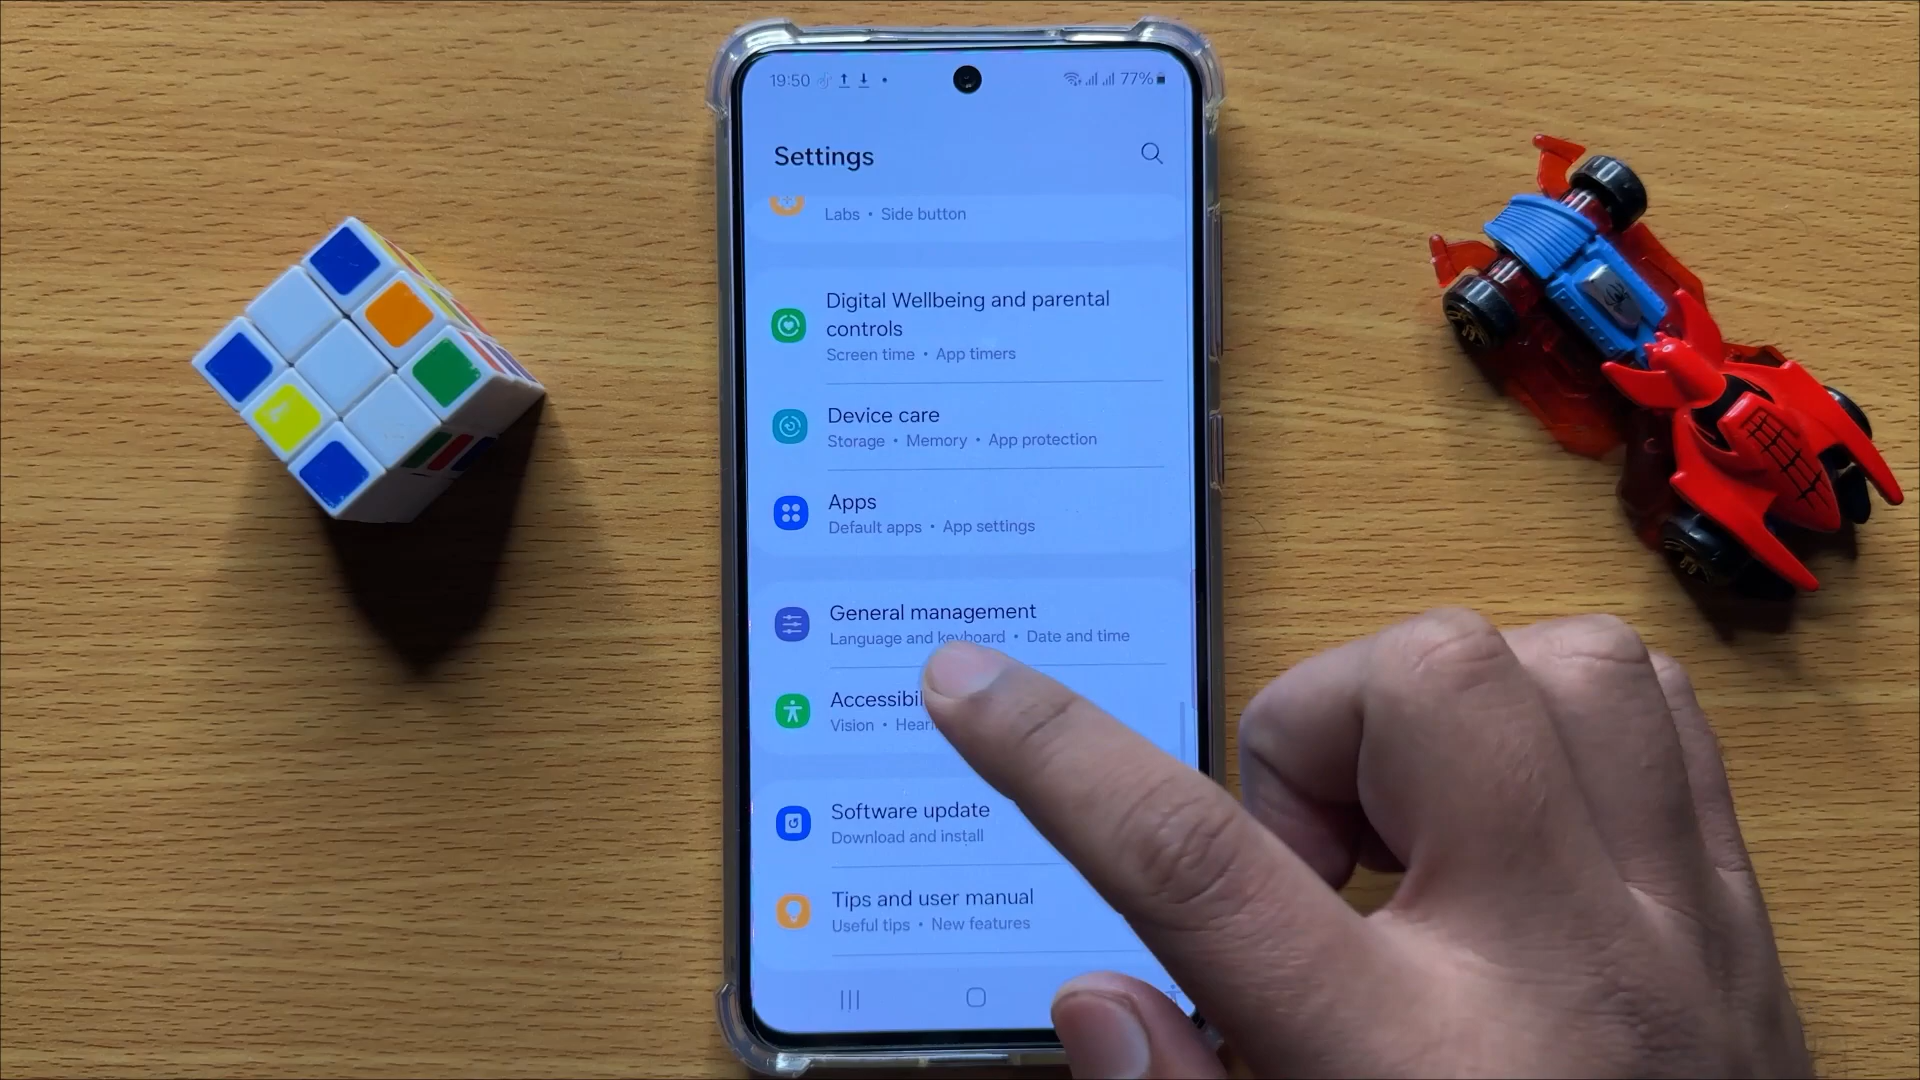 19:50
77%
Settings
Labs • Side button
Digital Wellbeing and parental
controls
Screen time • App timers
Device care
Storage • Memory • App protection
Apps
Default apps • App settings
General management
Language and keyboard • Date and time
Accessibil
Vision • Heari
Software update
Download and install
Tips and user manual
Useful tips • New features